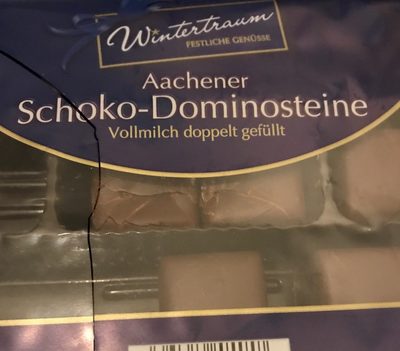 Wintertraum
FESTLICHE GENÜSSE
Aachener
Schoko-Dominosteine
Vollmilch doppelt gefüllt